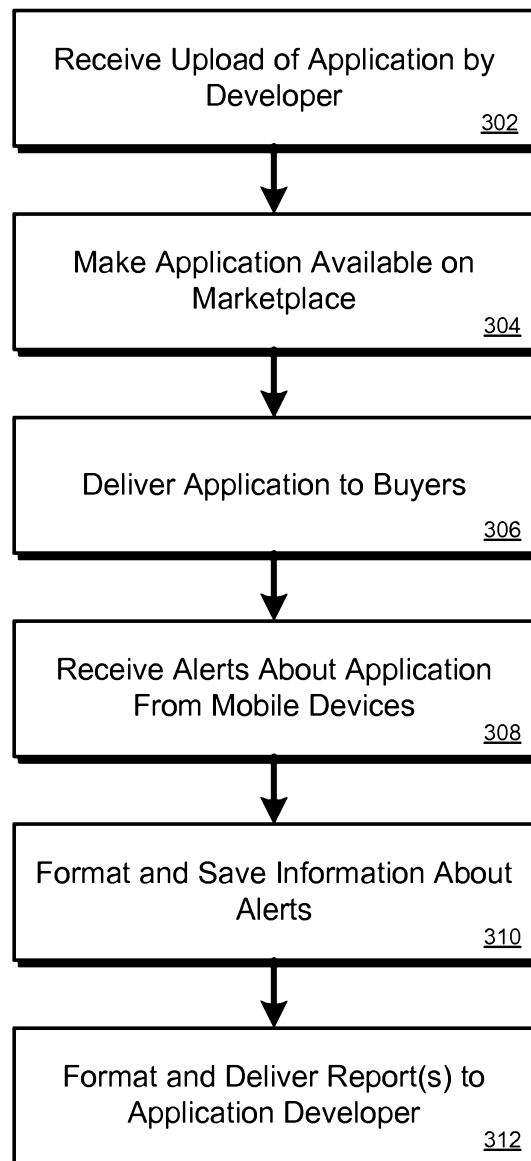 Receive Upload of Application by
Developer
302
Make Application Available on
Marketplace
304
Deliver Application to Buyers
306
Receive Alerts About Application
From Mobile Devices
308
Format and Save Information About
Alerts
310
Format and Deliver Report(s) to
Application Developer
312